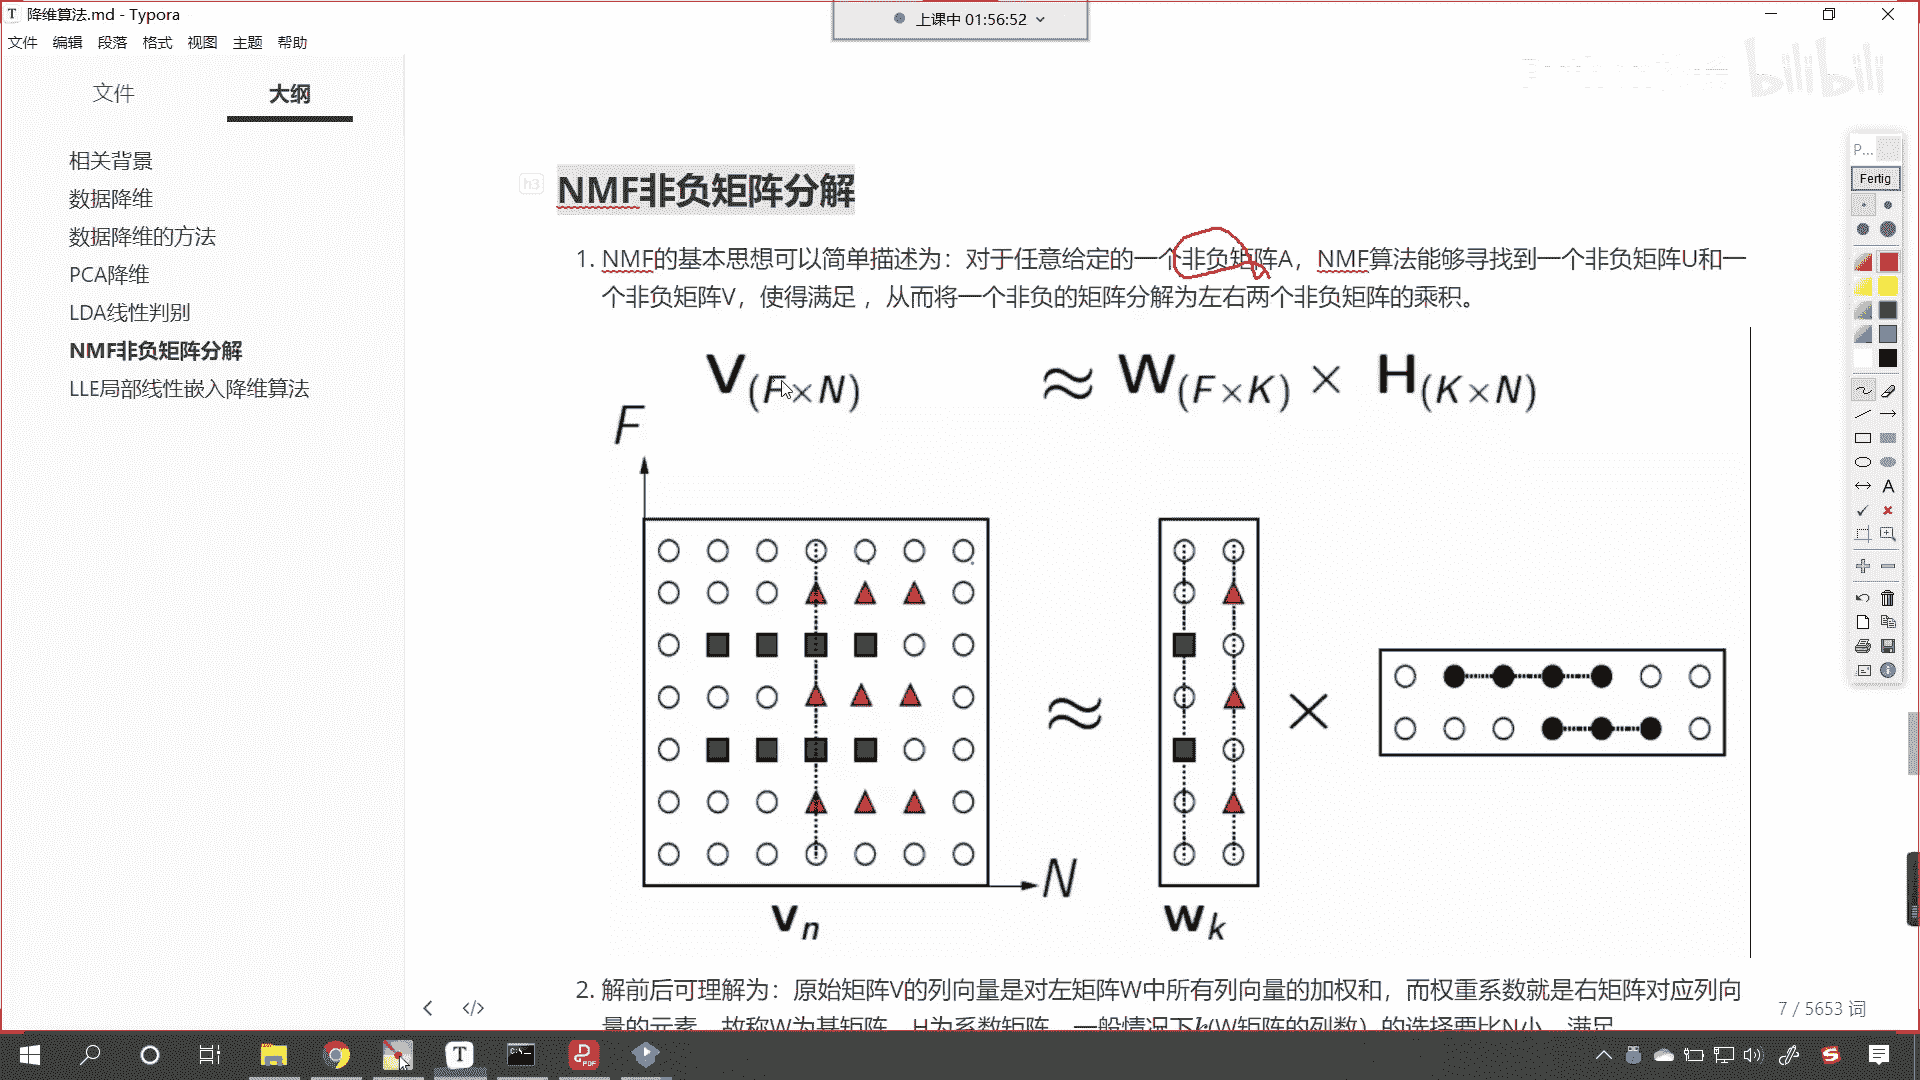 降维算法.md - Typora
上课中 01:56:52
文件 编辑 段落 格式 视图 主题 帮助
bilibili
文件 大纲
相关背景
数据降维
数据降维的方法
PCA降维
LDA线性判别
NMF非负矩阵分解
LLE局部线性嵌入降维算法
h3
NMF非负矩阵分解
1. NMF的基本思想可以简单描述为：对于任意给定的一个非负矩阵A，NMF算法能够寻找到一个非负矩阵U和一
个非负矩阵V，使得满足 ，从而将一个非负的矩阵分解为左右两个非负矩阵的乘积。
V(F×N) ≈ W(F×K) × H(K×N)
F
≈ ×
N
vn wk
2. 解前后可理解为：原始矩阵V的列向量是对左矩阵W中所有列向量的加权和，而权重系数就是右矩阵对应列向
量的元素，故称W为基矩阵，H为系数矩阵。一般情况下k(W矩阵的列数）的选择要比N小，满足
7 / 5653 词
P...
Fertig
A